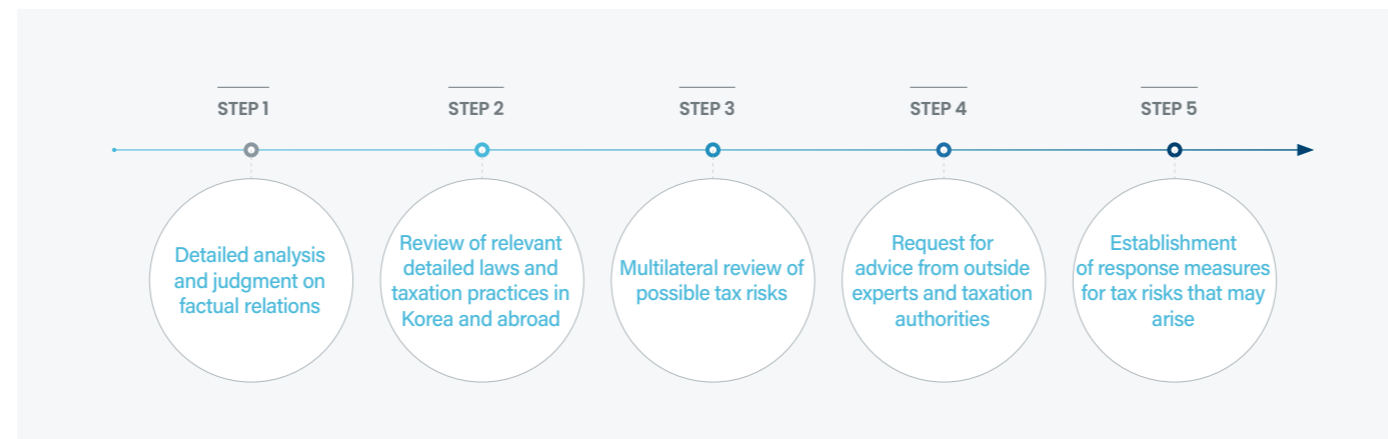 STEP 1
Detailed analysis
and judgment on
factual relations
STEP 2
Review of relevant
detailed laws and
taxation practices in
Korea and abroad
STEP 3
Multilateral review of
possible tax risks
STEP 4
Request for
advice from outside
experts and taxation
authorities
STEP 5
Establishment
of response measures
for tax risks that may
arise